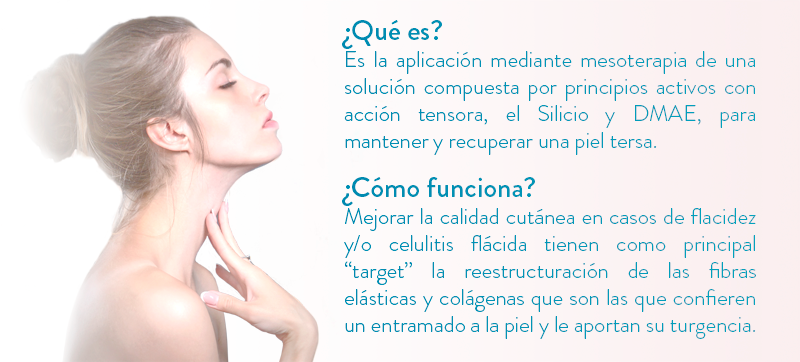 ¿Qué es?
Es la aplicación mediante mesoterapia de una
solución compuesta por principios activos con
acción tensora, el Silicio y DMAE, para
mantener y recuperar una piel tersa.
¿Cómo funciona?
Mejorar la calidad cutánea en casos de flacidez
y/o celulitis flácida tienen como principal
“target” la reestructuración de las fibras
elásticas y colágenas que son las que confieren
un entramado a la piel y le aportan su turgencia.